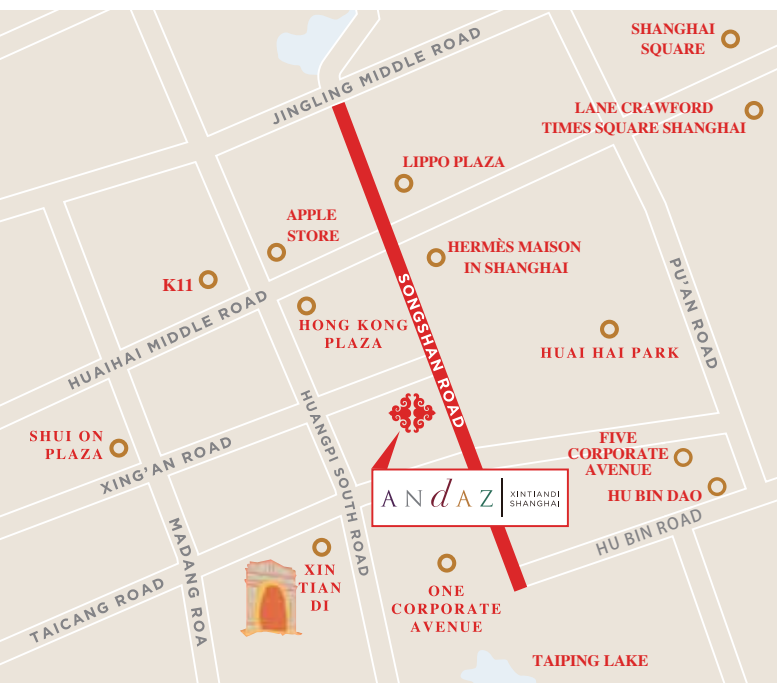 SHANGHAI
SQUARE
JINGLING MIDDLE ROAD
LANE CRAWFORD
TIMES SQUARE SHANGHAI
LIPPO PLAZA
APPLE
STORE
HERMÈS MAISON
IN SHANGHAI
K11
SONGSHAN ROAD
PU'AN ROAD
HUAIHAI MIDDLE ROAD
HONG KONG
PLAZA
HUAI HAI PARK
SHUI ON
PLAZA
XING'AN ROAD
HUANGPI SOUTH ROAD
FIVE
CORPORATE
AVENUE
ANdAZ
XINTIANDI
SHANGHAI
HU BIN DAO
HU BIN ROAD
MADANG ROA
XIN
TIAN
DI
TAICANG ROAD
ONE
CORPORATE
AVENUE
TAIPING LAKE